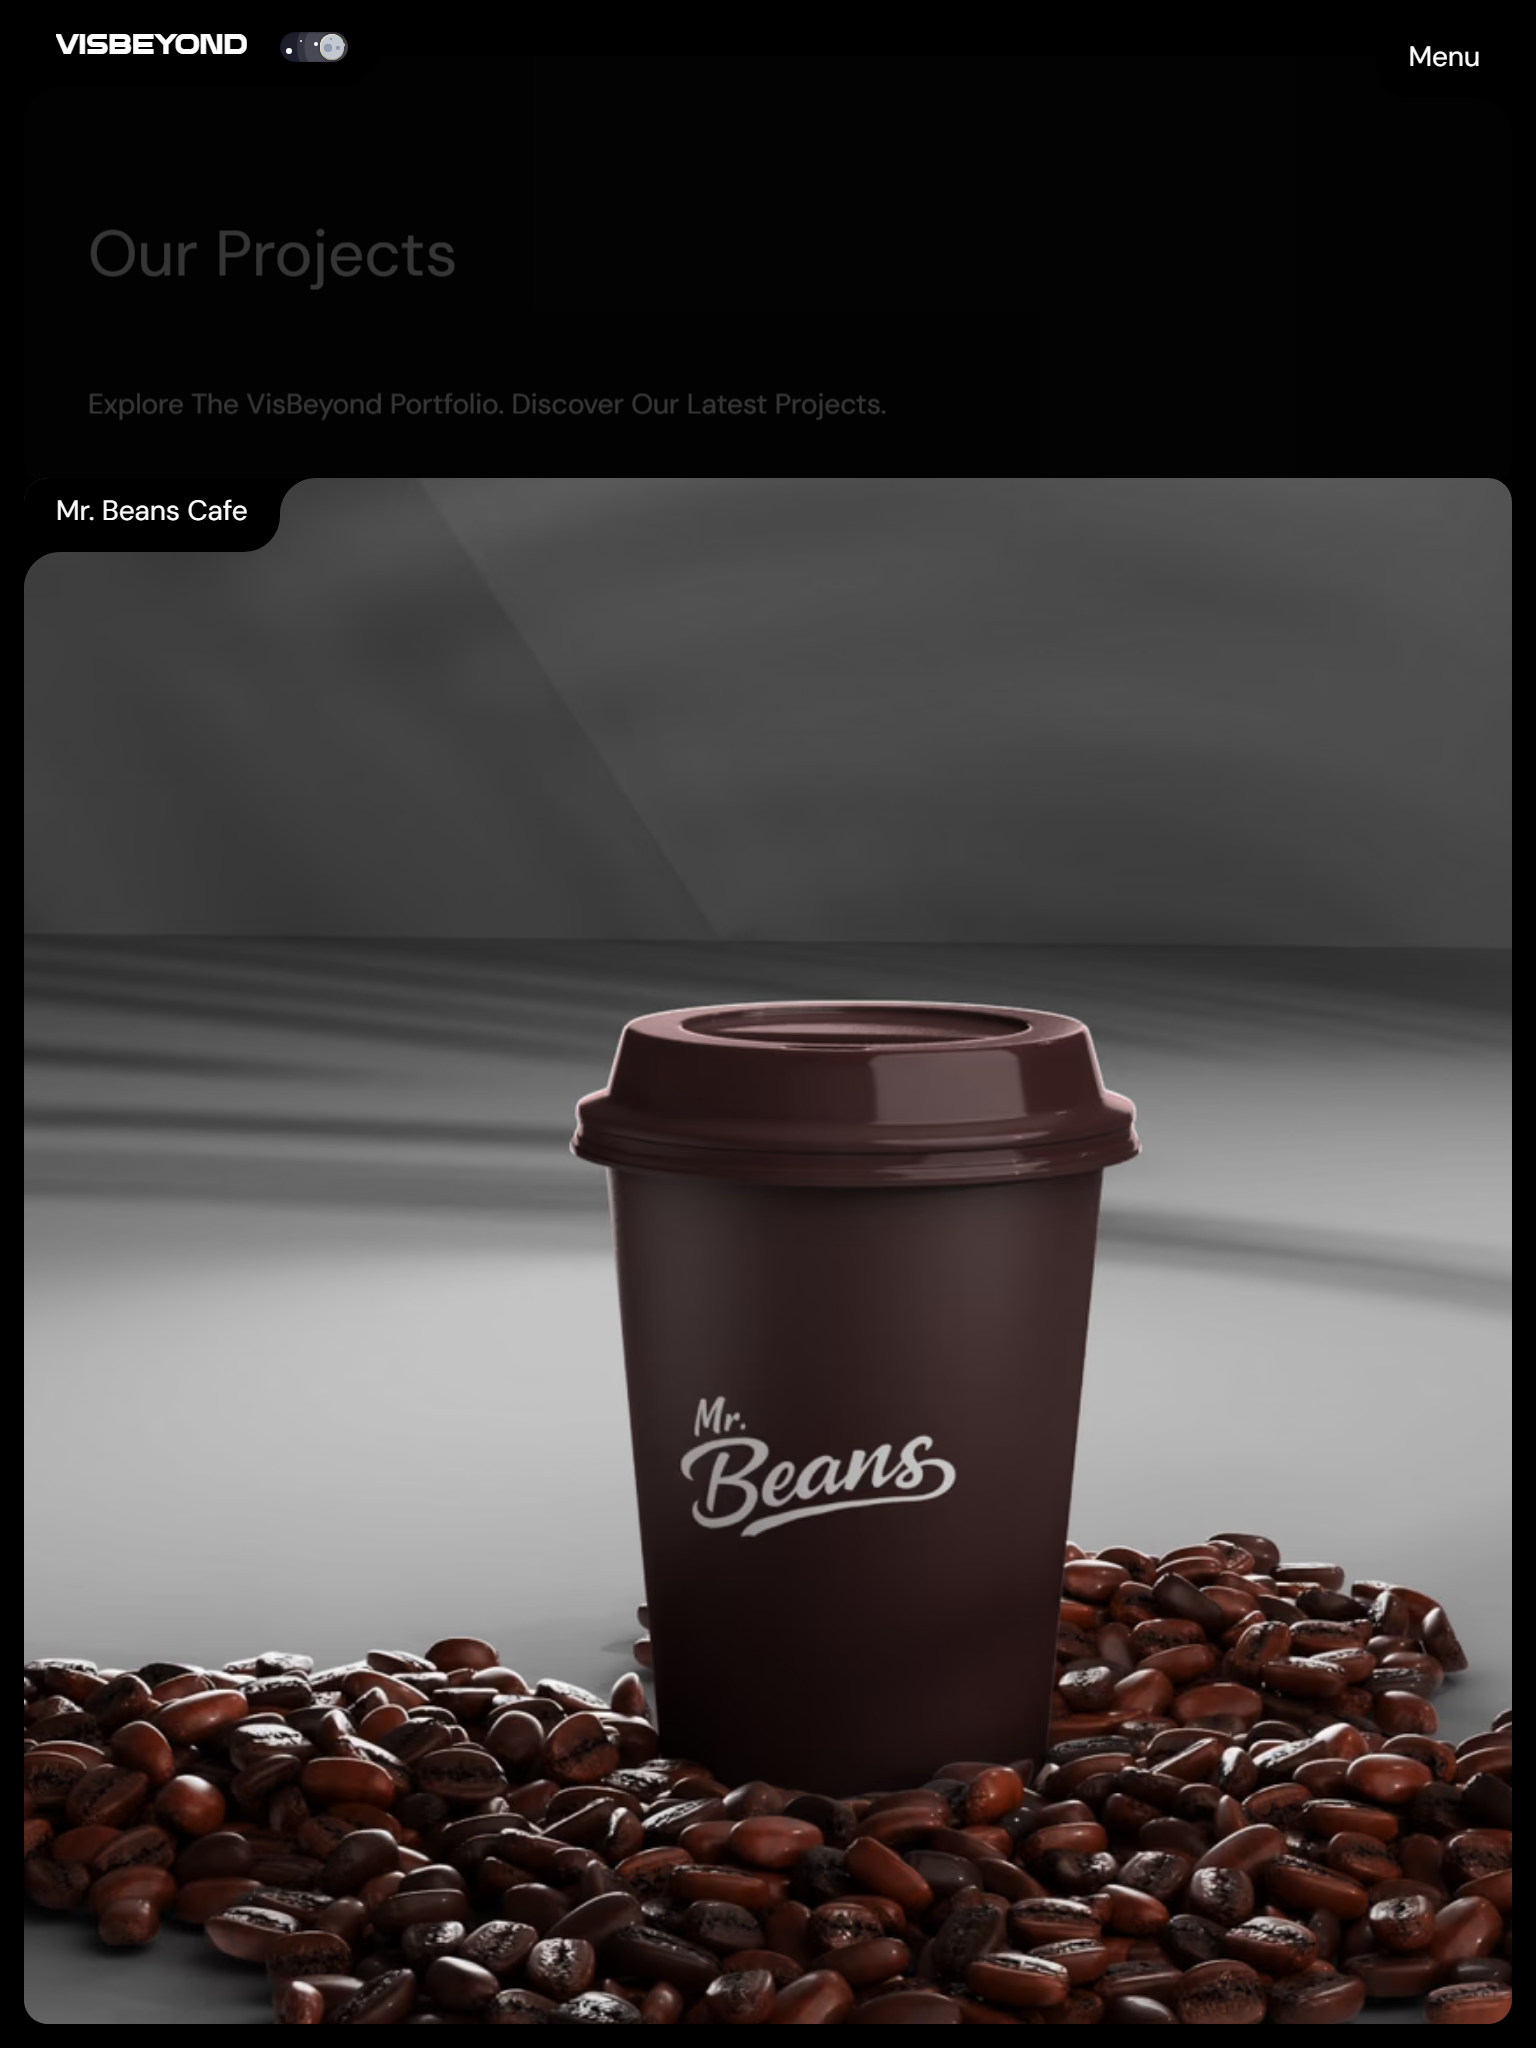 VISBEYOND
Menu
Our Projects
Explore The VisBeyond Portfolio. Discover Our Latest Projects.
Mr. Beans Cafe
Mr.
Beans